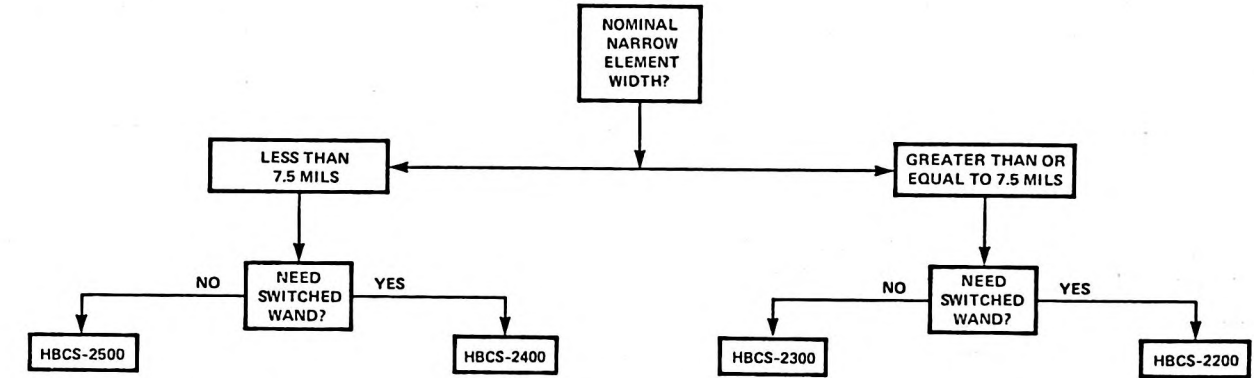 NOMINAL
NARROW
ELEMENT
WIDTH?
LESS THAN
7.5 MILS
GREATER THAN OR
EQUAL TO 7.5 MILS
NO
NEED
SWITCHED
WAND?
YES
NO
NEED
SWITCHED
WAND?
YES
HBCS-2500
HBCS-2400
HBCS-2300
HBCS-2200